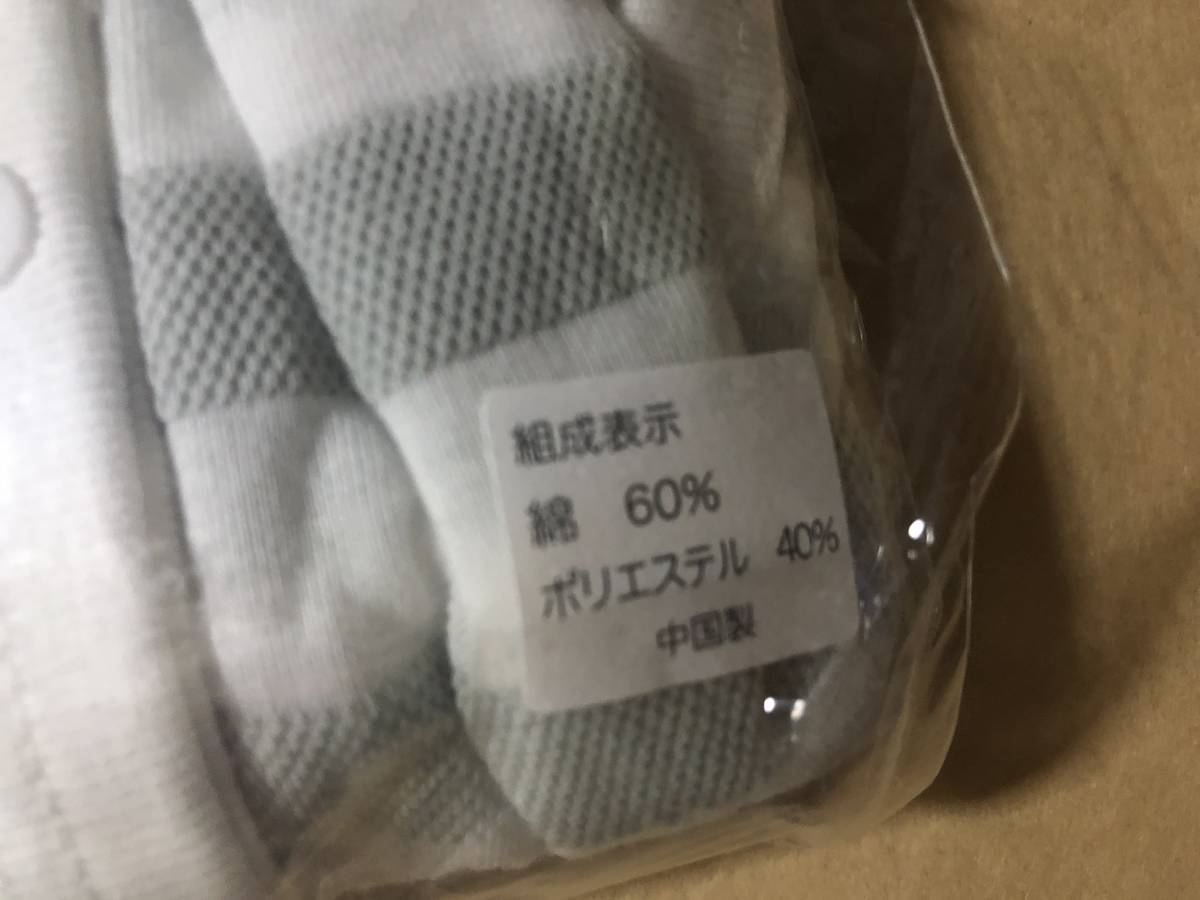 組成表示
綿 60%
ポリエステル 40%
中国製